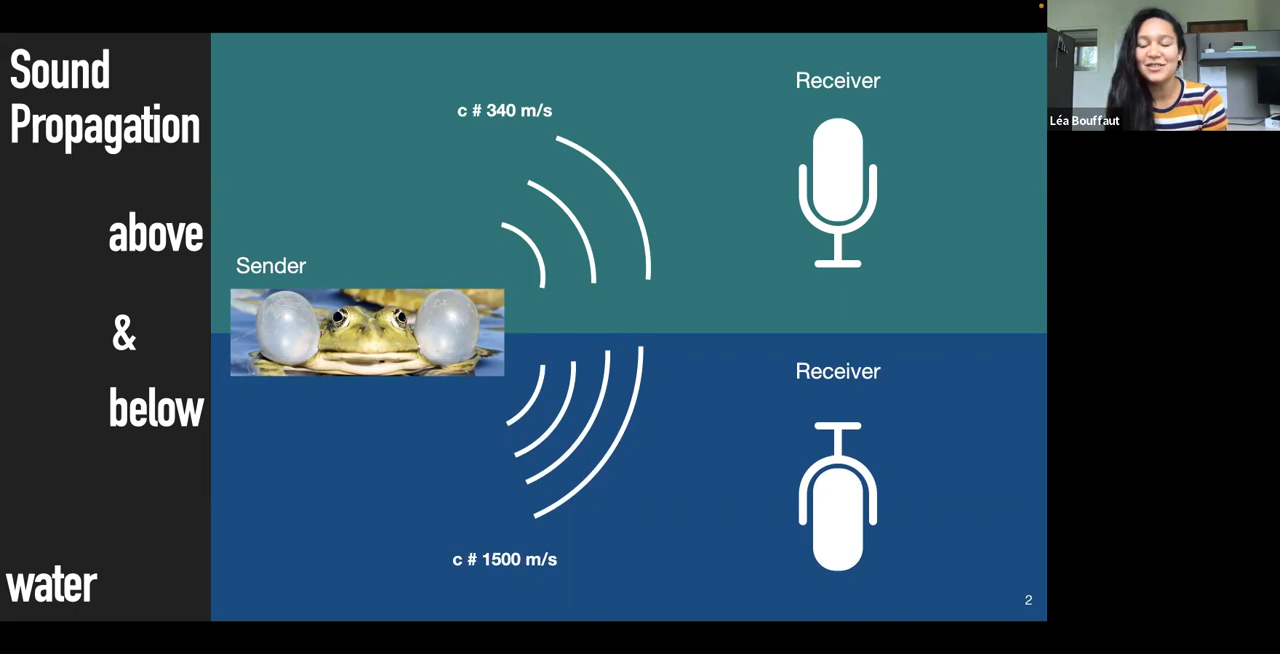 Sound
Propagation
above
&
below
water
c # 340 m/s
Receiver
Sender
Receiver
c # 1500 m/s
2
Léa Bouffaut